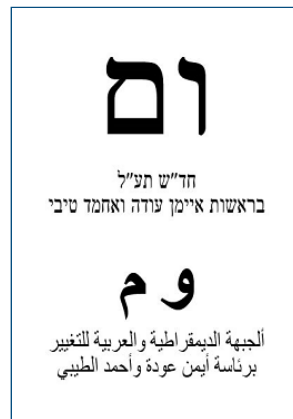 ום
חד"ש תע"ל
בראשות איימן עודה ואחמד טיבי
و م
ألجبهة الديمقراطية والعربية للتغيير
برئاسة أيمن عودة وأحمد الطيبي